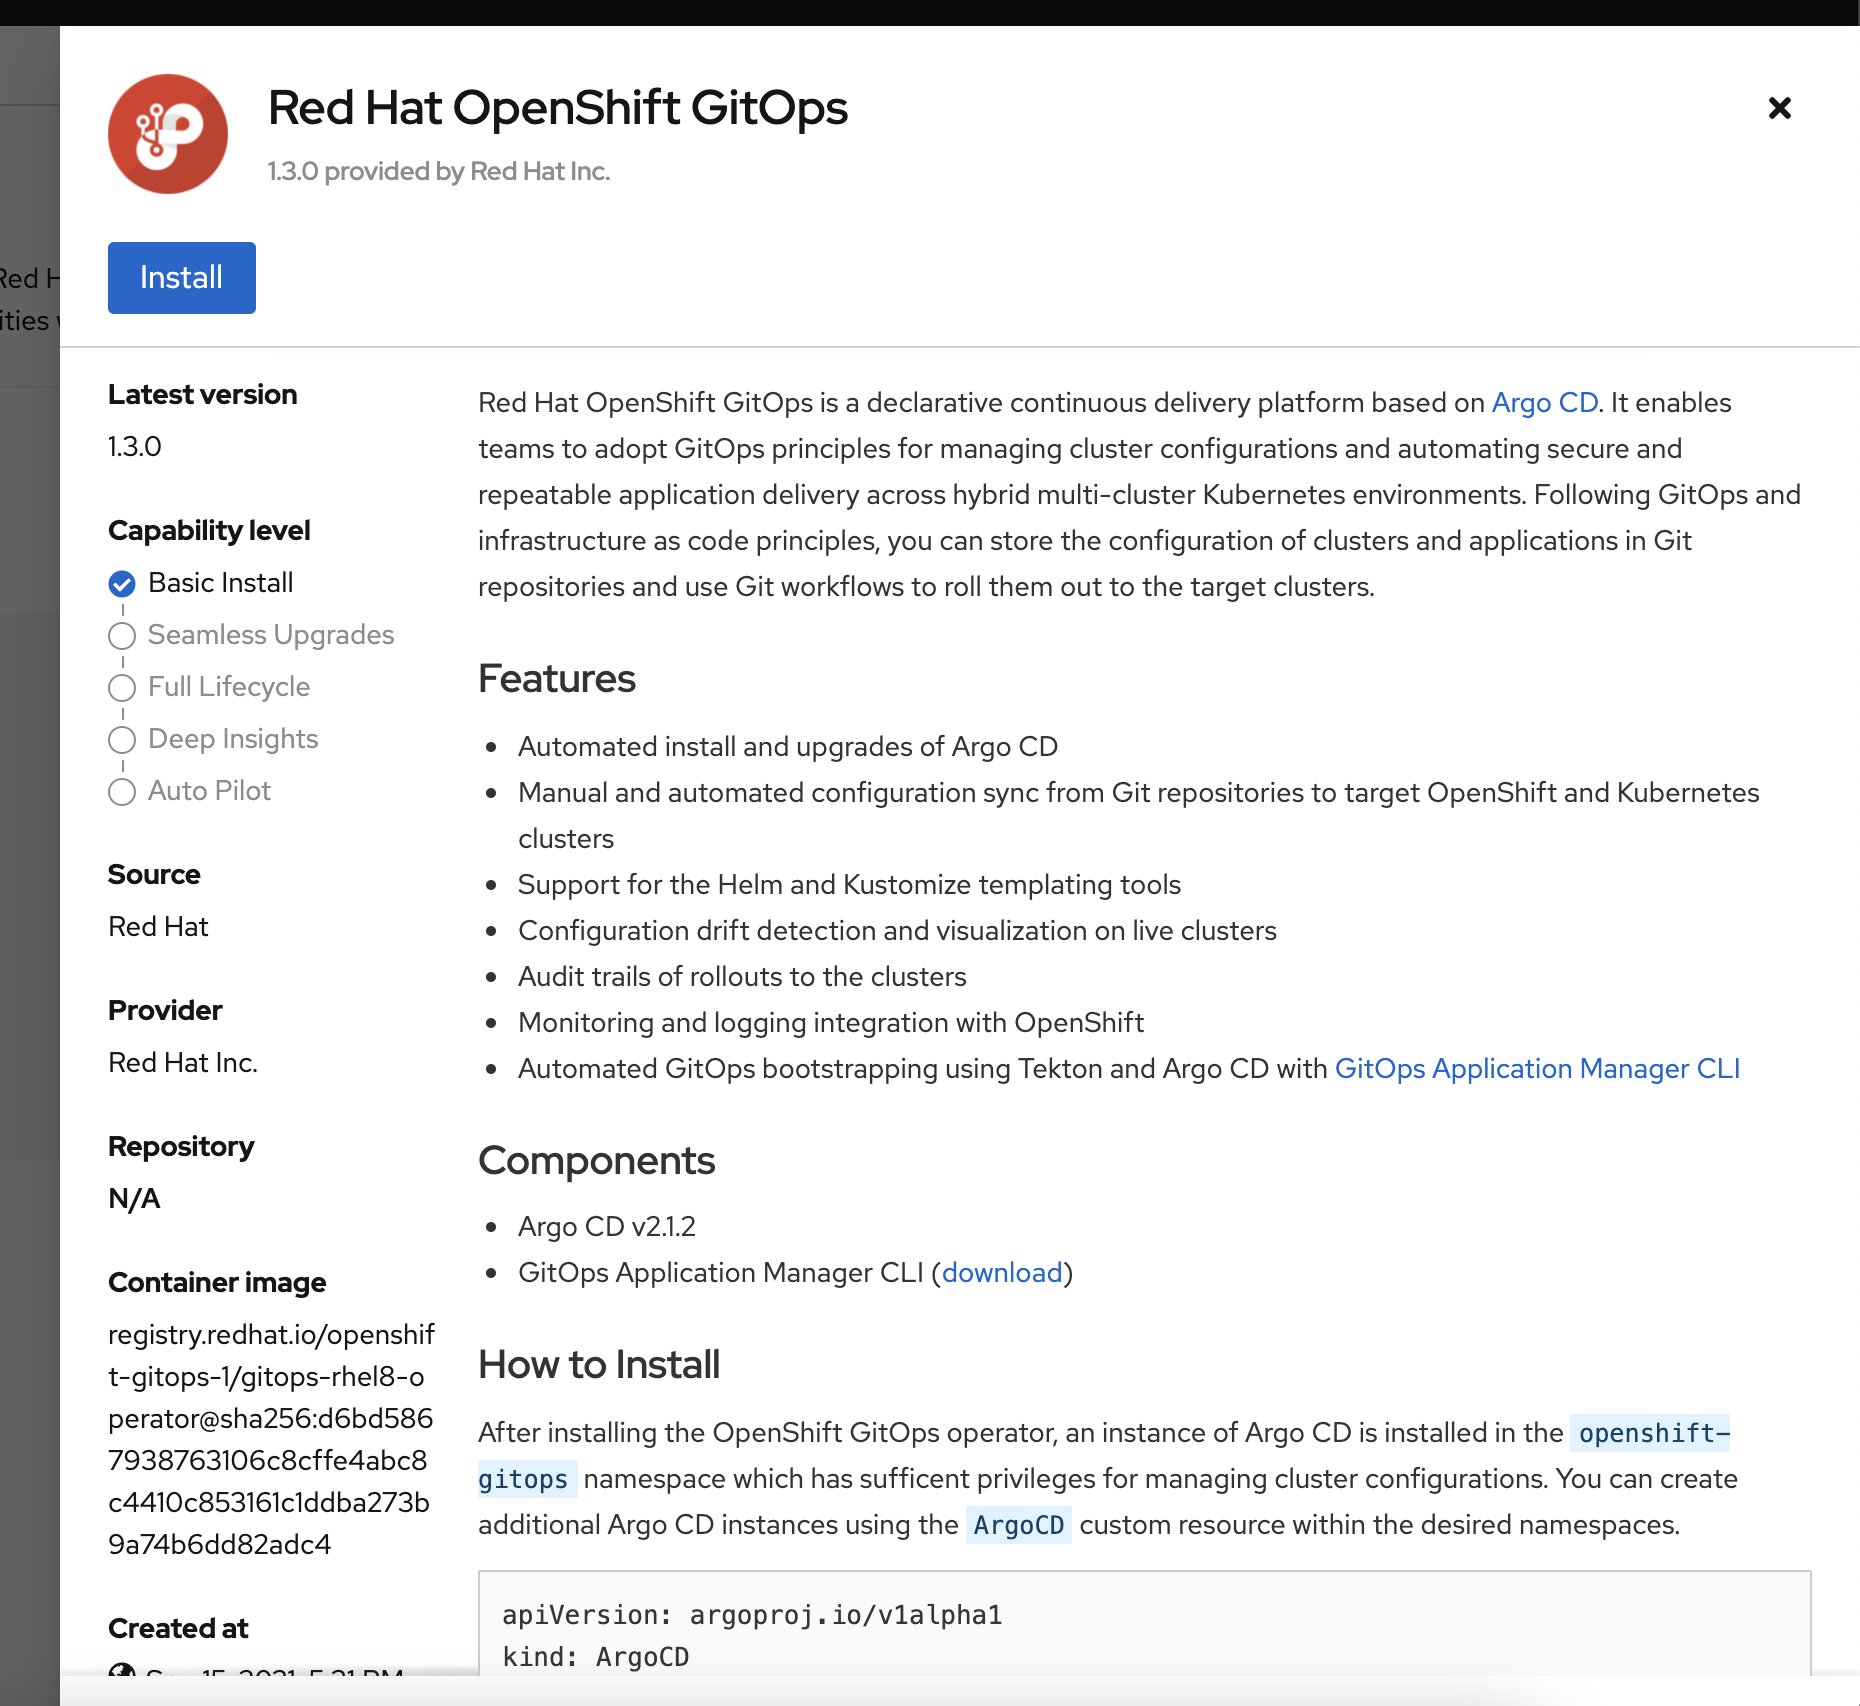 Red Hat OpenShift GitOps
1.3.0 provided by Red Hat Inc.
Install
Red H
ities
Latest version
1.3.0
Capability level
Basic Install
Seamless Upgrades
Full Lifecycle
Deep Insights
Auto Pilot
Source
Red Hat
Provider
Red Hat Inc.
Repository
N/A
Container image
registry.redhat.io/openshif
t-gitops-1/gitops-rhel8-o
perator@sha256:d6bd586
7938763106c8cffe4abc8
c4410c853161c1ddba273b
9a74b6dd82adc4
Created at
Sep 15, 2021, 5:21 PM
Red Hat OpenShift GitOps is a declarative continuous delivery platform based on Argo CD. It enables
teams to adopt GitOps principles for managing cluster configurations and automating secure and
repeatable application delivery across hybrid multi-cluster Kubernetes environments. Following GitOps and
infrastructure as code principles, you can store the configuration of clusters and applications in Git
repositories and use Git workflows to roll them out to the target clusters.
Features
• Automated install and upgrades of Argo CD
• Manual and automated configuration sync from Git repositories to target OpenShift and Kubernetes
clusters
• Support for the Helm and Kustomize templating tools
• Configuration drift detection and visualization on live clusters
• Audit trails of rollouts to the clusters
• Monitoring and logging integration with OpenShift
• Automated GitOps bootstrapping using Tekton and Argo CD with GitOps Application Manager CLI
Components
• Argo CD v2.1.2
• GitOps Application Manager CLI (download)
How to Install
After installing the OpenShift GitOps operator, an instance of Argo CD is installed in the openshift-
gitops namespace which has sufficent privileges for managing cluster configurations. You can create
additional Argo CD instances using the ArgoCD custom resource within the desired namespaces.
apiVersion: argoproj.io/v1alpha1
kind: ArgoCD